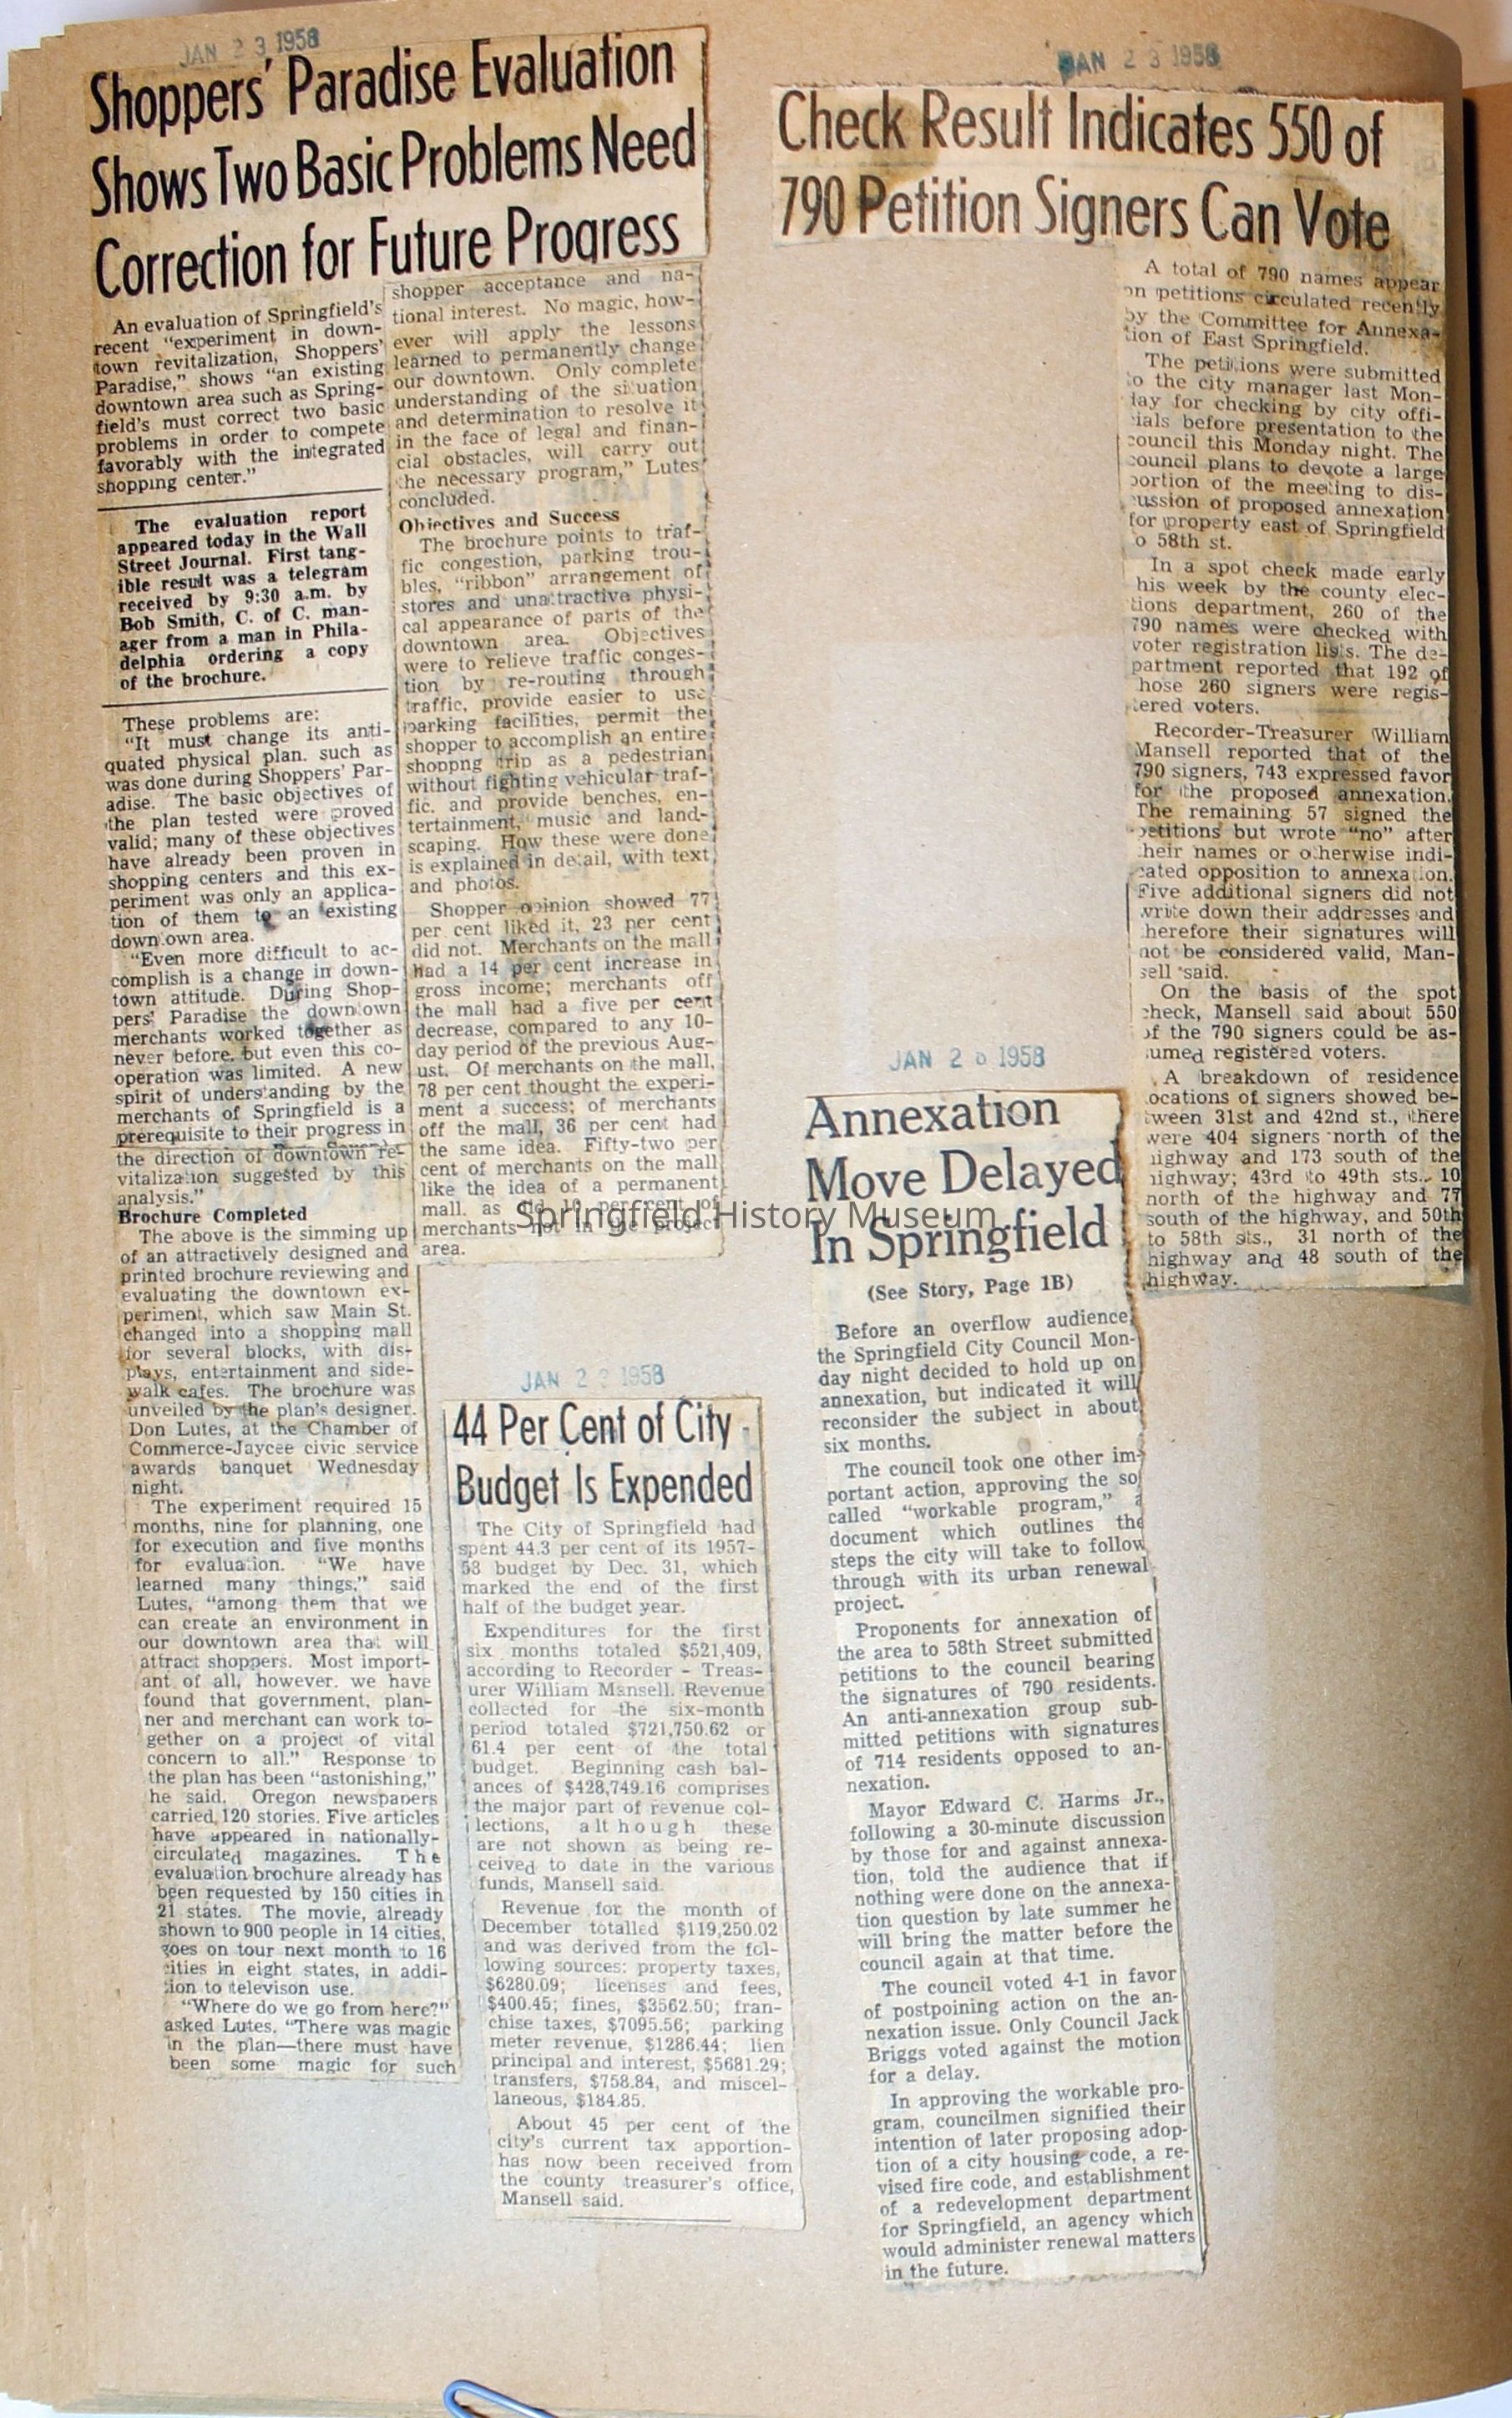 JAN 23 1958
Shoppers' Paradise Evaluation
Shows Two Basic Problems Need
Correction for Future Progress
An evaluation of Springfield's
recent "experiment in down-
town revitalization, Shoppers'
Paradise," shows "an existing
downtown area such as Spring-
field's must correct two basic
problems in order to compete
favorably with the integrated
shopping center."
The evaluation report
appeared today in the Wall
Street Journal. First tang-
ible result was a telegram
received by 9:30 a.m. by
Bob Smith, C. of C. man-
ager from a man in Phila-
delphia ordering a copy
of the brochure.
These problems are:
"It must change its anti-
quated physical plan. such as
was done during Shoppers' Par-
adise. The basic objectives of
the plan tested were proved
valid; many of these objectives
have already been proven in
shopping centers and this ex-
periment was only an applica-
tion of them to an existing
downtown area.
"Even more difficult to ac-
complish is a change in down-
town attitude. During Shop-
pers' Paradise the downtown
merchants worked together as
never before. but even this co-
operation was limited. A new
spirit of understanding by the
merchants of Springfield is a
prerequisite to their progress in
the direction of downtown re-
vitalization suggested by this
analysis."
Brochure Completed
The above is the simming up
of an attractively designed and
printed brochure reviewing and
evaluating the downtown ex-
periment, which saw Main St.
changed into a shopping mall
for several blocks, with dis-
plays, entertainment and side-
walk cafes. The brochure was
unveiled by the plan's designer.
Don Lutes, at the Chamber of
Commerce-Jaycee civic service
awards banquet Wednesday
night.
The experiment required 15
months, nine for planning, one
for execution and five months
for evaluation. "We have
learned many things," said
Lutes, "among them that we
can create an environment in
our downtown area that will
attract shoppers. Most import-
ant of all, however. we have
found that government, plan-
ner and merchant can work to-
gether on a project of vital
concern to all." Response to
the plan has been "astonishing,"
he said. Oregon newspapers
carried 120 stories. Five articles
have appeared in nationally-
circulated magazines. The
evaluation brochure already has
been requested by 150 cities in
21 states. The movie, already
shown to 900 people in 14 cities,
goes on tour next month to 16
cities in eight states, in addi-
tion to televison use.
"Where do we go from here?"
asked Lutes. "There was magic
in the plan—there must have
been some magic for such
shopper acceptance and na-
tional interest. No magic, how-
ever will apply the lessons
learned to permanently change
our downtown. Only complete
understanding of the situation
and determination to resolve it
in the face of legal and finan-
cial obstacles, will carry out
the necessary program," Lutes
concluded.
Objectives and Success
The brochure points to traf-
fic congestion, parking trou-
bles, "ribbon" arrangement of
stores and unattractive physi-
cal appearance of parts of the
downtown area. Objectives
were to relieve traffic conges-
tion by re-routing through
traffic, provide easier to use
parking facilities, permit the
shopper to accomplish an entire
shoppng trip as a pedestrian
without fighting vehicular traf-
fic. and provide benches, en-
tertainment, music and land-
scaping. How these were done
is explained in detail, with text
and photos.
Shopper opinion showed 77
per cent liked it, 23 per cent
did not. Merchants on the mall
had a 14 per cent increase in
gross income; merchants off
the mall had a five per cent
decrease, compared to any 10-
day period of the previous Aug-
ust. Of merchants on the mall,
78 per cent thought the experi-
ment a success; of merchants
off the mall, 36 per cent had
the same idea. Fifty-two per
cent of merchants on the mall
like the idea of a permanent
mall. as did 10 per cent of
merchants not in the project
area.
JAN 2 1958
44 Per Cent of City
Budget Is Expended
The City of Springfield had
spent 44.3 per cent of its 1957-
58 budget by Dec. 31, which
marked the end of the first
half of the budget year.
Expenditures for the first
six months totaled $521,409,
according to Recorder - Treas-
urer William Mansell. Revenue
collected for the six-month
period totaled $721,750.62 or
61.4 per cent of the total
budget. Beginning cash bal-
ances of $428,749.16 comprises
the major part of revenue col-
lections, although these
are not shown as being re-
ceived to date in the various
funds, Mansell said.
Revenue for the month of
December totalled $119,250.02
and was derived from the fol-
lowing sources: property taxes,
$6280.09; licenses and fees,
$400.45; fines, $3562.50; fran-
chise taxes, $7095.56; parking
meter revenue, $1286.44; lien
principal and interest, $5681.29;
transfers, $758.84, and miscel-
laneous, $184.85.
About 45 per cent of the
city's current tax apportion-
has now been received from
the county treasurer's office,
Mansell said.
JAN 23 1958
Check Result Indicates 550 of
790 Petition Signers Can Vote
A total of 790 names appear
on petitions circulated recently
by the Committee for Annexa-
tion of East Springfield.
The petitions were submitted
to the city manager last Mon-
day for checking by city offi-
cials before presentation to the
council this Monday night. The
council plans to devote a large
portion of the meeting to dis-
cussion of proposed annexation
for property east of Springfield
to 58th st.
In a spot check made early
this week by the county elec-
tions department, 260 of the
790 names were checked with
voter registration lists. The de-
partment reported that 192 of
those 260 signers were regis-
tered voters.
Recorder-Treasurer William
Mansell reported that of the
790 signers, 743 expressed favor
for the proposed annexation.
The remaining 57 signed the
petitions but wrote "no" after
their names or otherwise indi-
cated opposition to annexation.
Five additional signers did not
write down their addresses and
therefore their signatures will
not be considered valid, Man-
sell said.
On the basis of the spot
check, Mansell said about 550
of the 790 signers could be as-
sumed registered voters.
A breakdown of residence
locations of signers showed be-
tween 31st and 42nd st., there
were 404 signers north of the
highway and 173 south of the
highway; 43rd to 49th sts., 10
north of the highway and 77
south of the highway, and 50th
to 58th sts., 31 north of the
highway and 48 south of the
highway.
JAN 2 1958
Annexation
Move Delayed
In Springfield
(See Story, Page 1B)
Before an overflow audience
the Springfield City Council Mon-
day night decided to hold up on
annexation, but indicated it will
reconsider the subject in about
six months.
The council took one other im-
portant action, approving the so
called "workable program," a
document which outlines the
steps the city will take to follow
through with its urban renewal
project.
Proponents for annexation of
the area to 58th Street submitted
petitions to the council bearing
the signatures of 790 residents.
An anti-annexation group sub-
mitted petitions with signatures
of 714 residents opposed to an-
nexation.
Mayor Edward C. Harms Jr.,
following a 30-minute discussion
by those for and against annexa-
tion, told the audience that if
nothing were done on the annexa-
tion question by late summer he
will bring the matter before the
council again at that time.
The council voted 4-1 in favor
of postpoining action on the an-
nexation issue. Only Council Jack
Briggs voted against the motion
for a delay.
In approving the workable pro-
gram, councilmen signified their
intention of later proposing adop-
tion of a city housing code, a re-
vised fire code, and establishment
of a redevelopment department
for Springfield, an agency which
would administer renewal matters
in the future.
Springfield History Museum